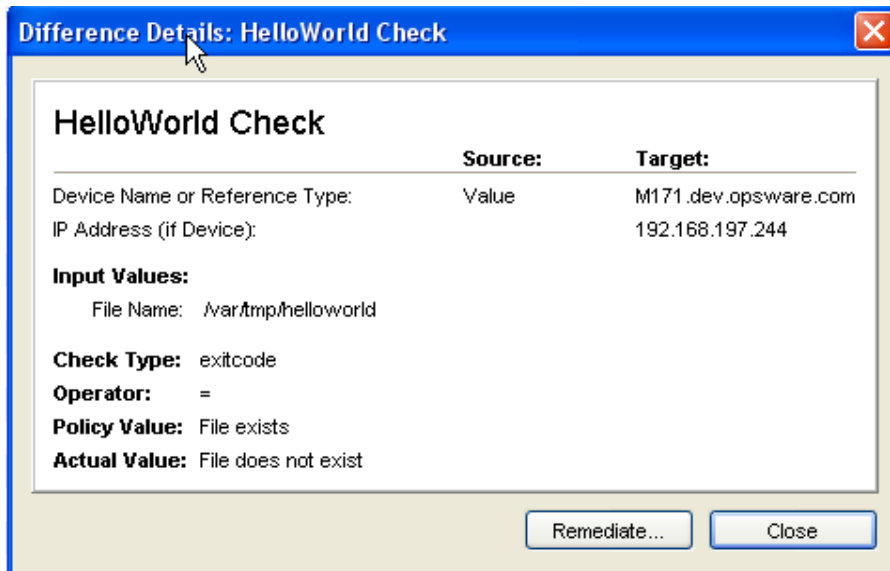 Difference Details: HelloWorld Check
HelloWorld Check
Source: Target:
Device Name or Reference Type: Value M171.dev.opsware.com
IP Address (if Device): 192.168.197.244
Input Values:
File Name: /var/tmp/helloworld
Check Type: exitcode
Operator: =
Policy Value: File exists
Actual Value: File does not exist
Remediate... Close